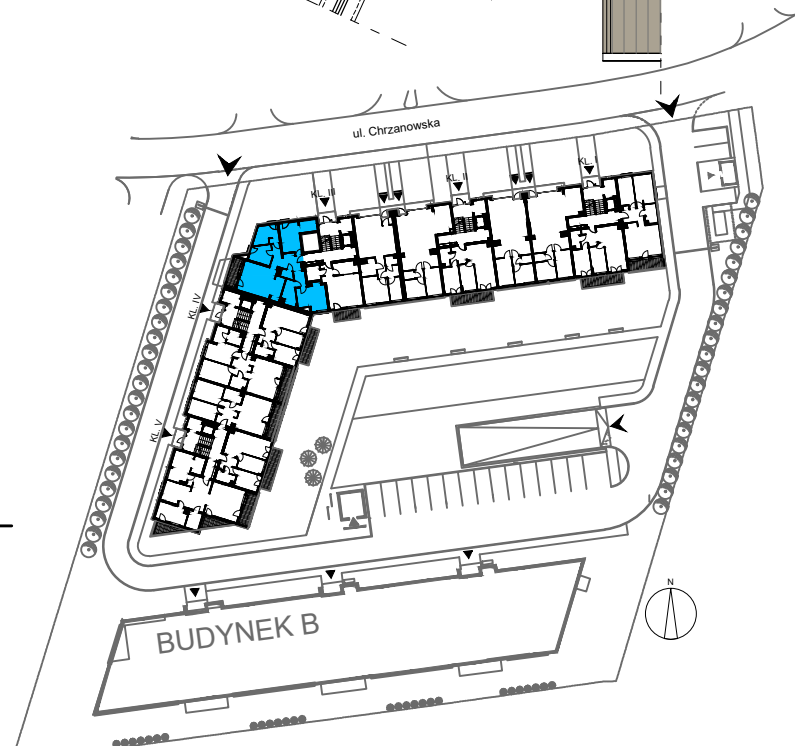 ul. Chrzanowska
KL. I
KL. II
KL. III
KL. IV
KL. V
N
BUDYNEK B